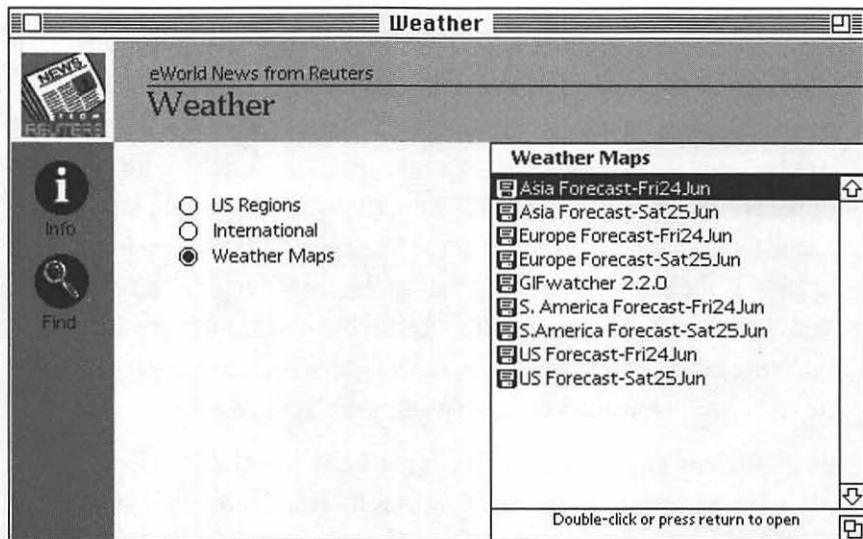 Weather
NEWS
FROM
REUTERS
eWorld News from Reuters
Weather
Info
Find
US Regions
International
Weather Maps
Weather Maps
Asia Forecast-Fri24Jun
Asia Forecast-Sat25Jun
Europe Forecast-Fri24Jun
Europe Forecast-Sat25Jun
GIFwatcher 2.2.0
S. America Forecast-Fri24Jun
S.America Forecast-Sat25Jun
US Forecast-Fri24Jun
US Forecast-Sat25Jun
Double-click or press return to open